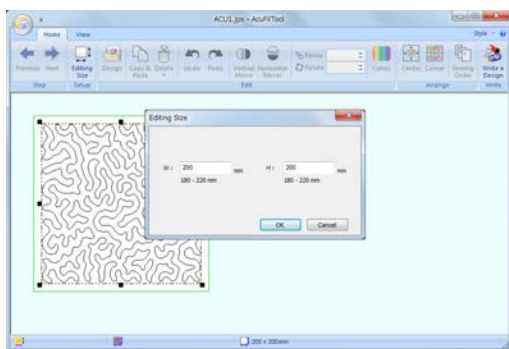 ACU1.jpx - AcuFilTool
Home View Style
Previous Next Editing Size Design Copy & Paste Delete Undo Redo Vertical Mirror Horizontal Mirror Resize Rotate Colors Center Corner Sewing Order Write a Design
Step Setup Edit Arrange Write
Editing Size
W : 200 mm H : 200 mm
180 - 220 mm 180 - 220 mm
OK Cancel
200 x 200mm